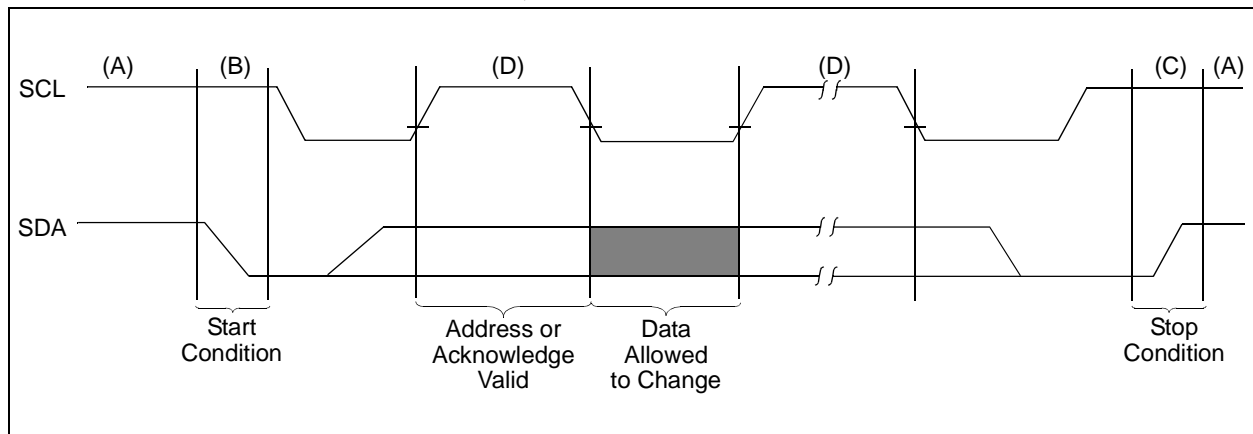 (A) (B) (D) (D) (C) (A)
SCL
SDA
Start
Condition
Address or
Acknowledge
Valid
Data
Allowed
to Change
Stop
Condition